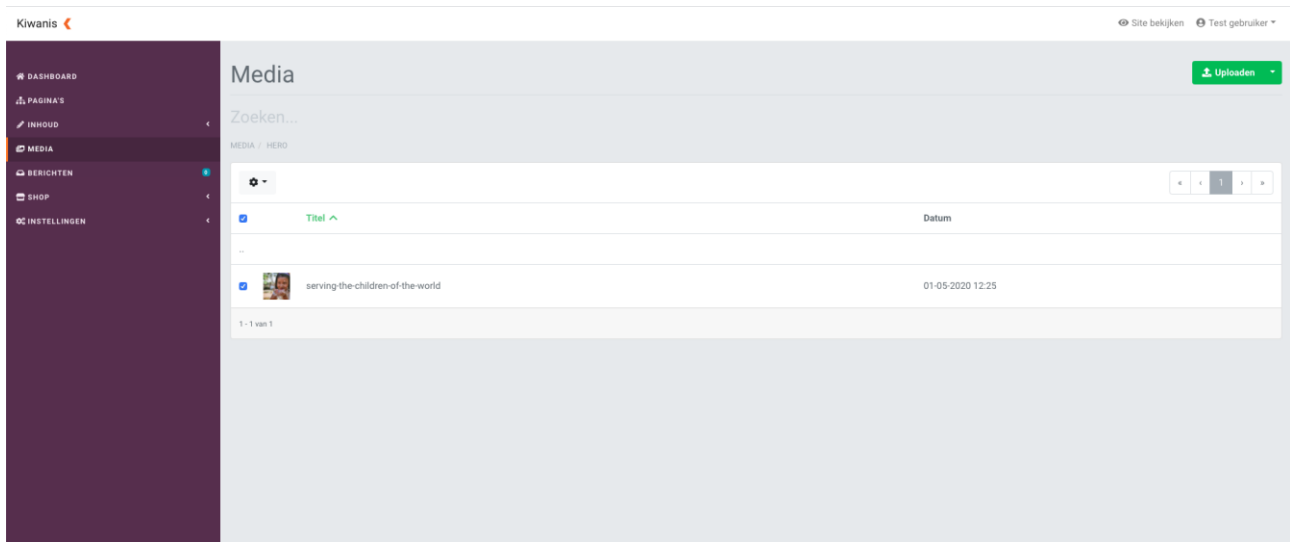 Kiwanis
Site bekijken Test gebruiker
DASHBOARD
PAGINA'S
INHOUD
MEDIA
BERICHTEN
SHOP
INSTELLINGEN
Media
Uploaden
Zoeken...
MEDIA / HERO
« ‹ 1 › »
Titel Datum
..
serving-the-children-of-the-world 01-05-2020 12:25
1 - 1 van 1